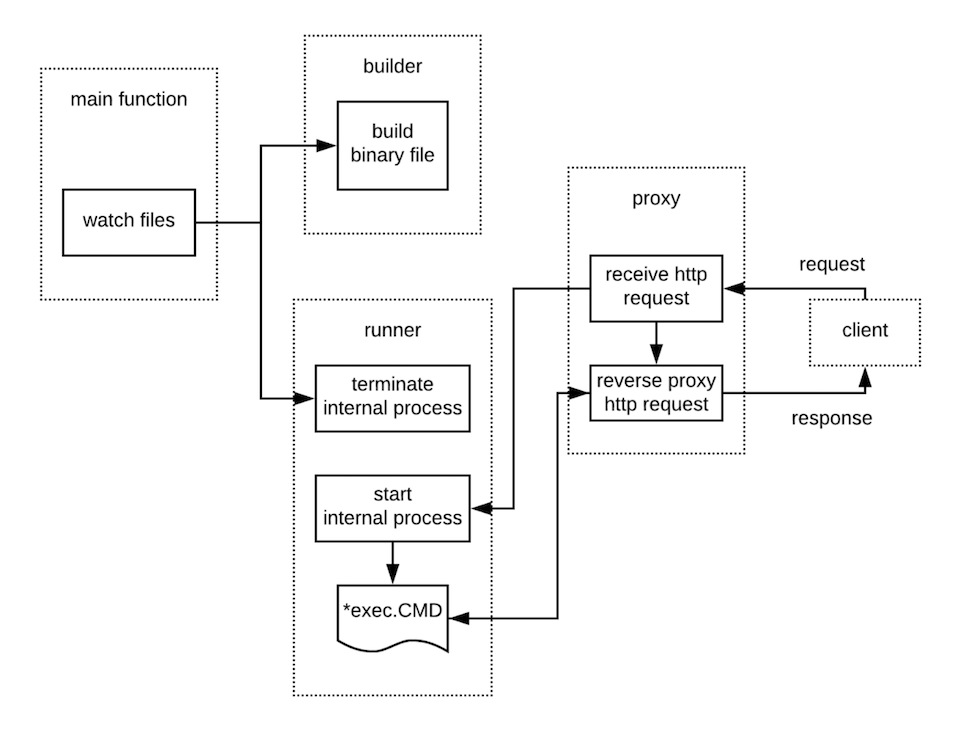 builder
main function
build
binary file
watch files
proxy
receive http
request
request
client
runner
terminate
internal process
reverse proxy
http request
response
start
internal process
*exec.CMD